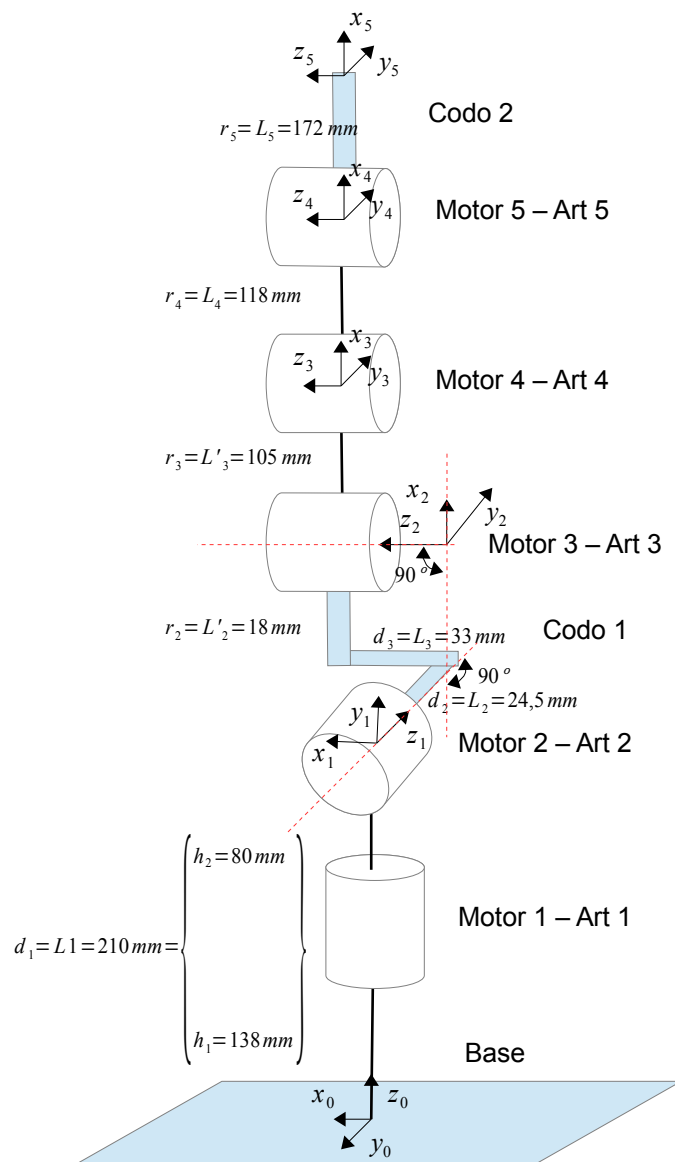 x₅
z₅
y₅
Codo 2
r₅=L₅=172 mm
x₄
z₄
y₄
Motor 5 – Art 5
r₄=L₄=118 mm
x₃
z₃
y₃
Motor 4 – Art 4
r₃=L'₃=105 mm
x₂
z₂
y₂
Motor 3 – Art 3
90º
r₂=L'₂=18 mm
d₃=L₃=33 mm
Codo 1
90º
d₂=L₂=24,5 mm
y₁
z₁
x₁
Motor 2 – Art 2
h₂=80 mm
Motor 1 – Art 1
d₁=L1=210 mm=
h₁=138 mm
Base
x₀
z₀
y₀